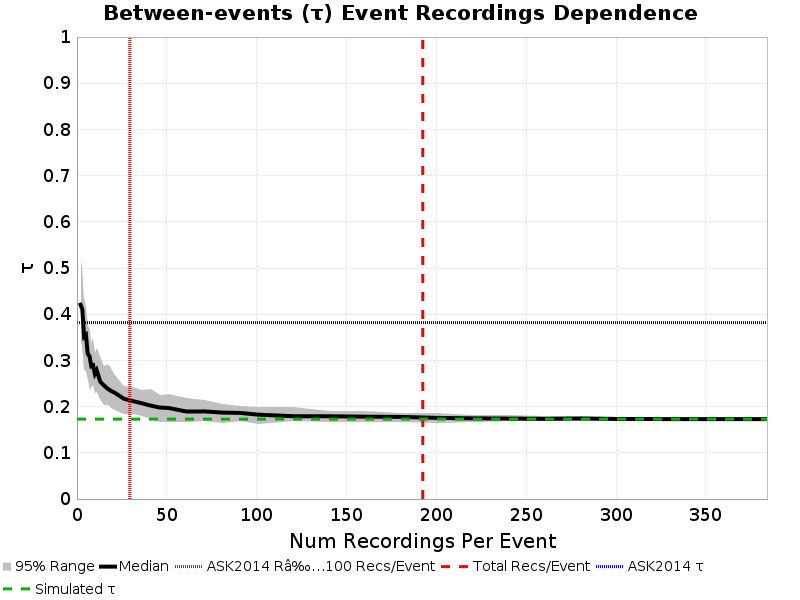 Between-events (τ) Event Recordings Dependence
1
0.9
0.8
0.7
0.6
0.5
0.4
0.3
0.2
0.1
0
τ
0 50 100 150 200 250 300 350
Num Recordings Per Event
95% Range Median ASK2014 Râ‰…100 Recs/Event Total Recs/Event ASK2014 τ
Simulated τ